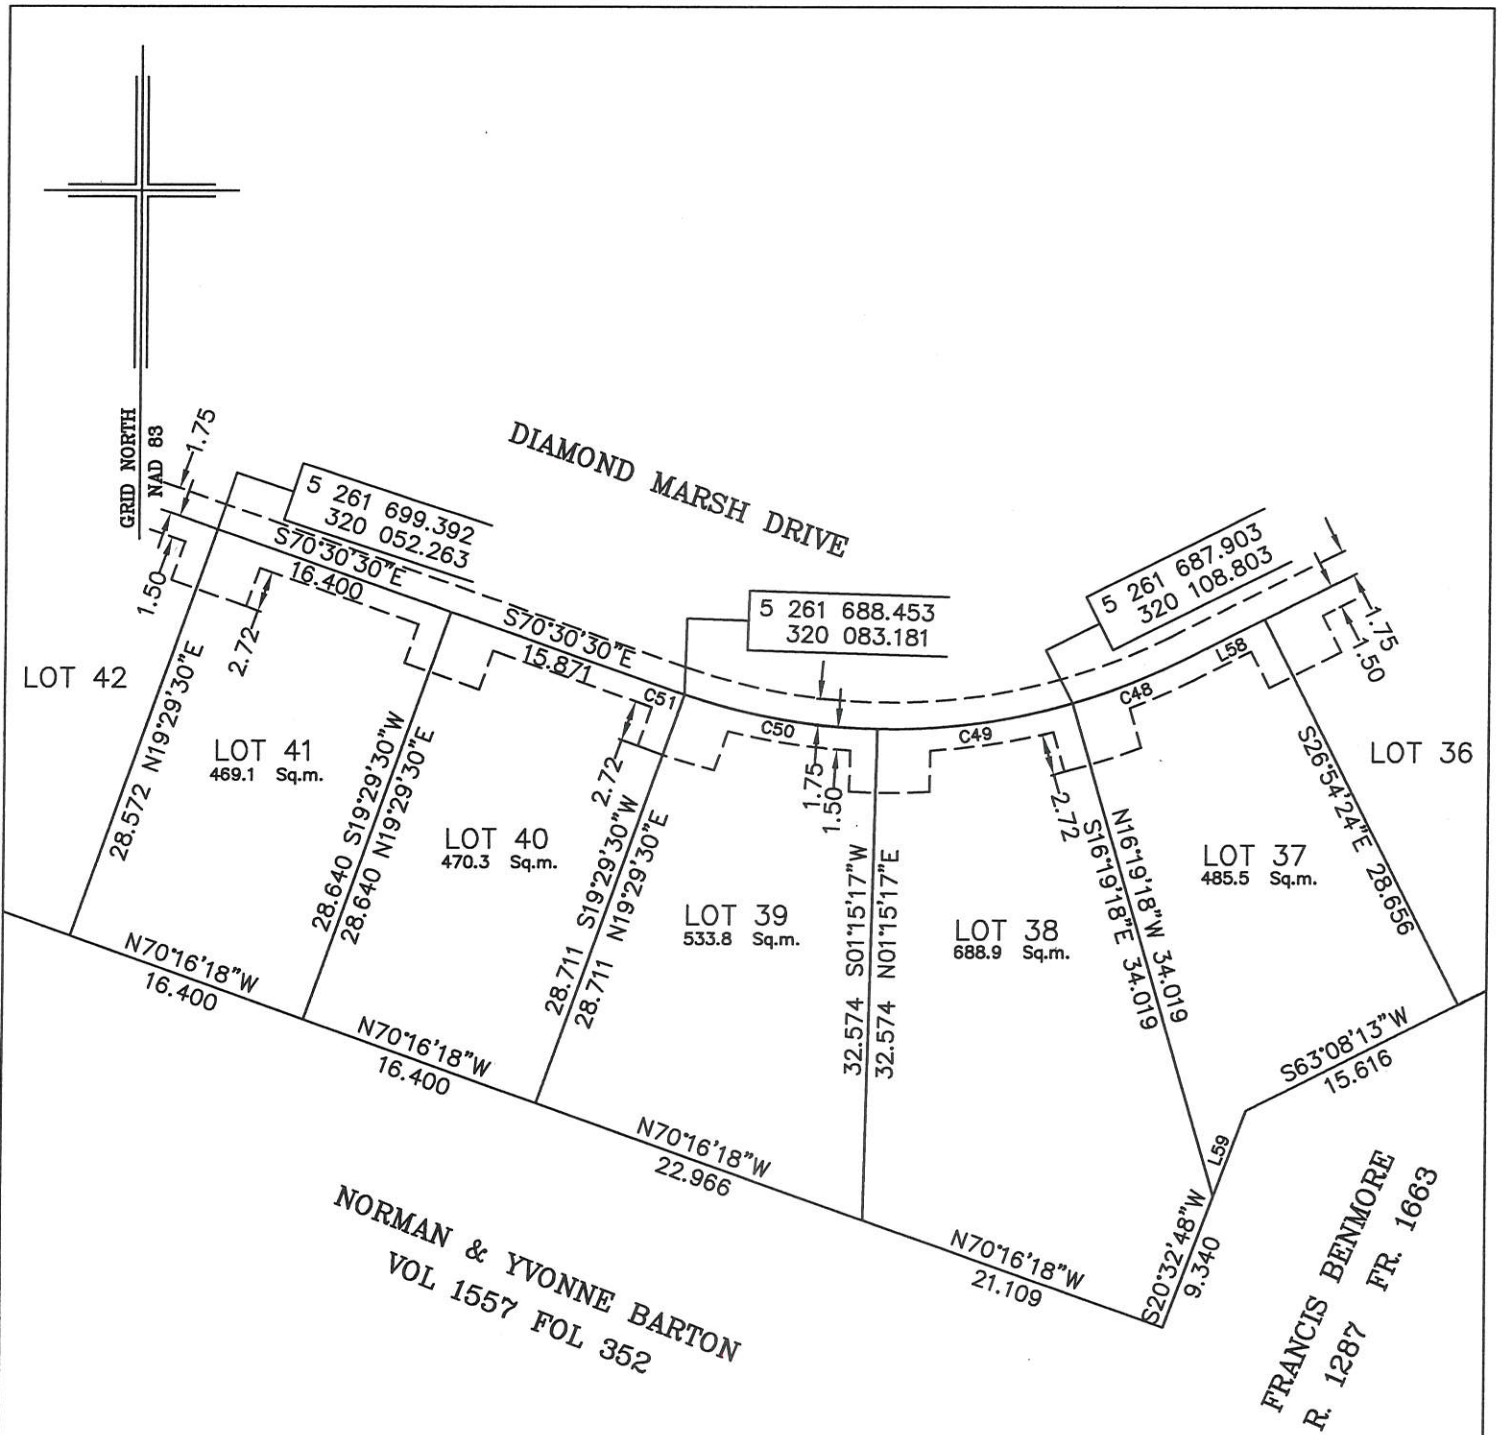 GRID NORTH
NAD 83
1.75
1.50
5 261 699.392
320 052.263
DIAMOND MARSH DRIVE
S70°30'30"E
16.400
2.72
S70°30'30"E
15.871
C51
5 261 688.453
320 083.181
C50
1.75
1.50
C49
5 261 687.903
320 108.803
C48
L58
1.75
1.50
LOT 42
28.572 N19°29'30"E
LOT 41
469.1 Sq.m.
28.640 S19°29'30"W
28.640 N19°29'30"E
LOT 40
470.3 Sq.m.
2.72
28.711 S19°29'30"W
28.711 N19°29'30"E
LOT 39
533.8 Sq.m.
32.574 S01°15'17"W
32.574 N01°15'17"E
LOT 38
688.9 Sq.m.
2.72
N16°19'18"W 34.019
S16°19'18"E 34.019
LOT 37
485.5 Sq.m.
S26°54'24"E 28.656
LOT 36
N70°16'18"W
16.400
N70°16'18"W
16.400
N70°16'18"W
22.966
N70°16'18"W
21.109
S20°32'48"W
9.340
L59
S63°08'13"W
15.616
NORMAN & YVONNE BARTON
VOL 1557 FOL 352
FRANCIS BENMORE
R. 1287 FR. 1663